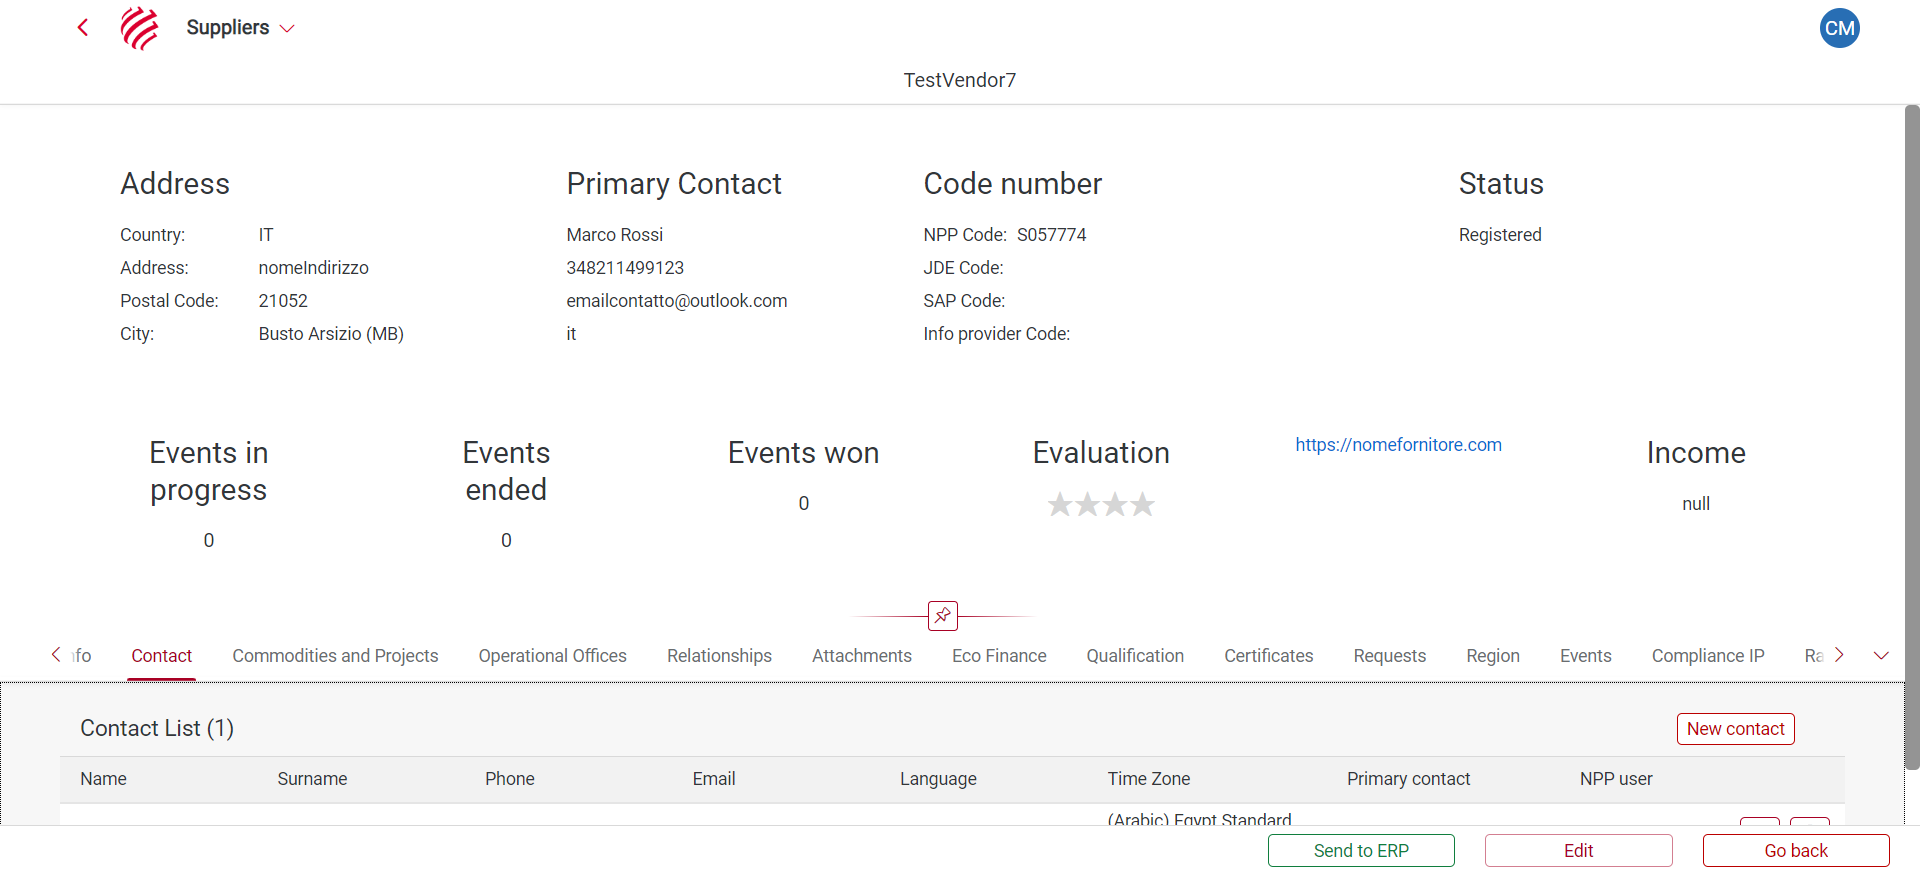 Suppliers
CM
TestVendor7
Address
Country: IT
Address: nomeIndirizzo
Postal Code: 21052
City: Busto Arsizio (MB)
Primary Contact
Marco Rossi
348211499123
emailcontatto@outlook.com
it
Code number
NPP Code: S057774
JDE Code:
SAP Code:
Info provider Code:
Status
Registered
Events in
progress
0
Events
ended
0
Events won
0
Evaluation
https://nomefornitore.com
Income
null
fo Contact Commodities and Projects Operational Offices Relationships Attachments Eco Finance Qualification Certificates Requests Region Events Compliance IP Ra
Contact List (1)
New contact
Name Surname Phone Email Language Time Zone Primary contact NPP user
(Arabic) Egypt Standard
Send to ERP Edit Go back